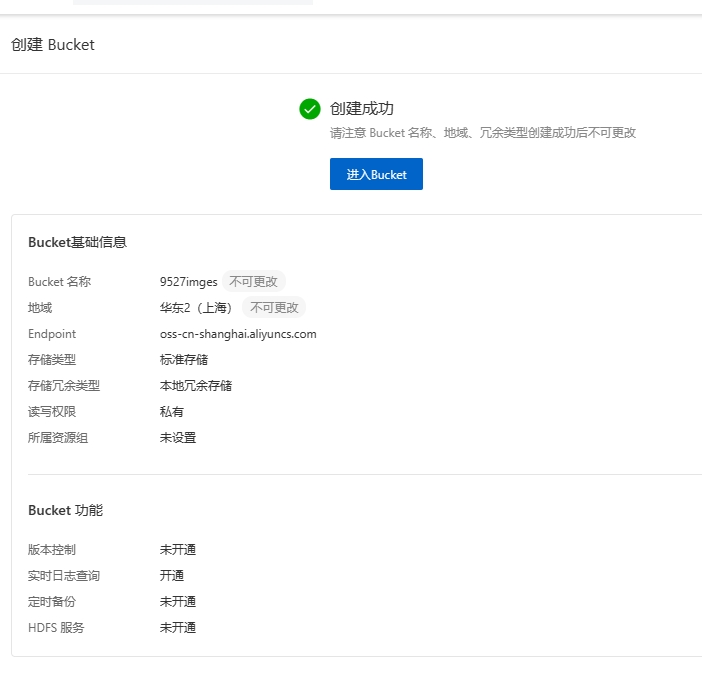 创建 Bucket
创建成功
请注意 Bucket 名称、地域、冗余类型创建成功后不可更改
进入Bucket
Bucket基础信息
Bucket 名称 9527imges 不可更改
地域 华东2（上海） 不可更改
Endpoint oss-cn-shanghai.aliyuncs.com
存储类型 标准存储
存储冗余类型 本地冗余存储
读写权限 私有
所属资源组 未设置
Bucket 功能
版本控制 未开通
实时日志查询 开通
定时备份 未开通
HDFS 服务 未开通